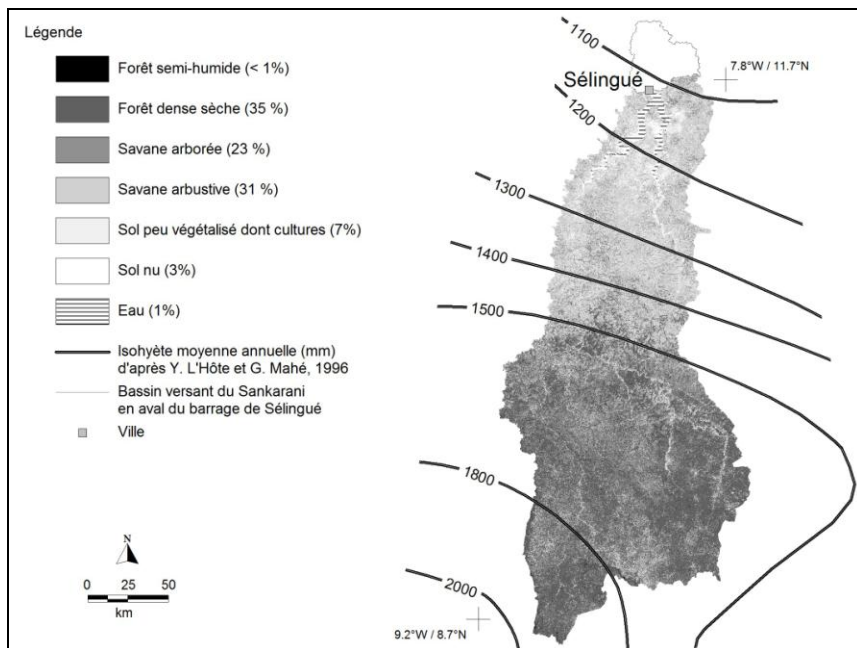 Légende
Forêt semi-humide (< 1%)
Forêt dense sèche (35 %)
Savane arborée (23 %)
Savane arbustive (31 %)
Sol peu végétalisé dont cultures (7%)
Sol nu (3%)
Eau (1%)
Isohyète moyenne annuelle (mm)
d'après Y. L'Hôte et G. Mahé, 1996
Bassin versant du Sankarani
en aval du barrage de Sélingué
Ville
N
0 25 50
km
1100
7.8°W / 11.7°N
Sélingué
1200
1300
1400
1500
1800
2000
9.2°W / 8.7°N